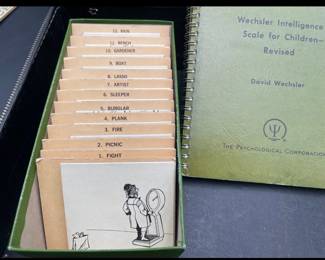 12. RAIN
11. BENCH
10. GARDENER
9. BOAT
8. LASSO
7. ARTIST
6. SLEEPER
5. BURGLAR
4. PLANK
3. FIRE
2. PICNIC
1. FIGHT
Wechsler Intelligence
Scale for Children—
Revised
David Wechsler
THE PSYCHOLOGICAL CORPORATION